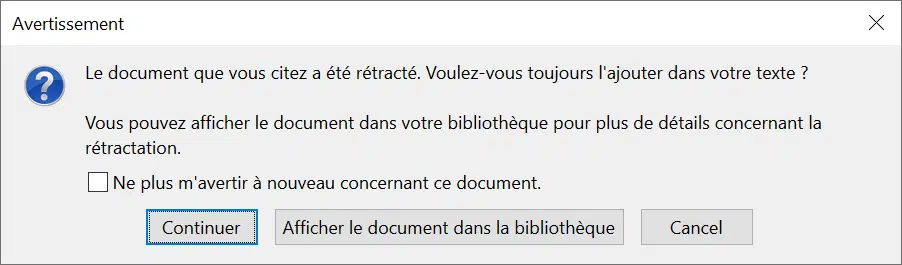 Avertissement
Le document que vous citez a été rétracté. Voulez-vous toujours l'ajouter dans votre texte ?
Vous pouvez afficher le document dans votre bibliothèque pour plus de détails concernant la
rétractation.
Ne plus m'avertir à nouveau concernant ce document.
Continuer
Afficher le document dans la bibliothèque
Cancel